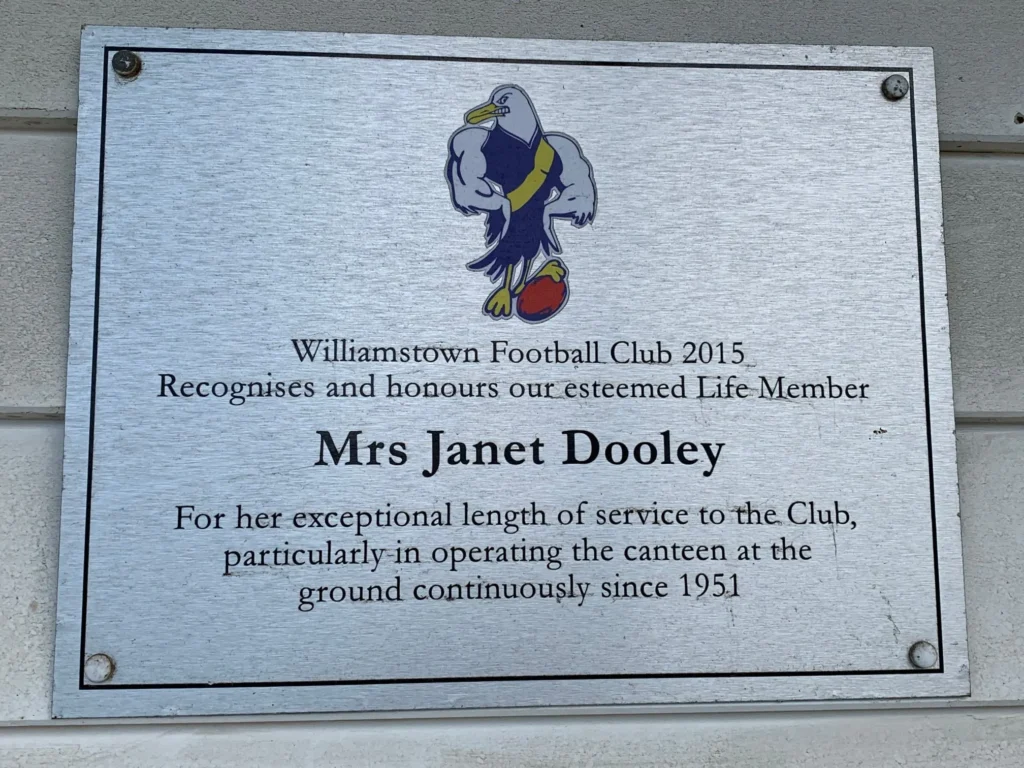 Williamstown Football Club 2015
Recognises and honours our esteemed Life Member
Mrs Janet Dooley
For her exceptional length of service to the Club,
particularly in operating the canteen at the
ground continuously since 1951